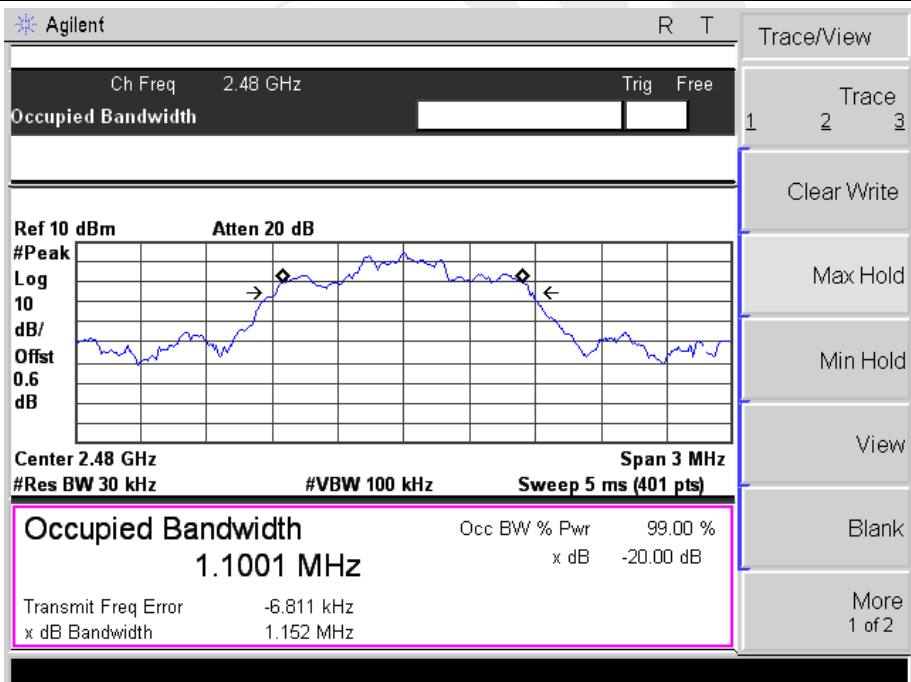 Agilent
R T
Ch Freq 2.48 GHz Trig Free
Occupied Bandwidth
Ref 10 dBm Atten 20 dB
#Peak
Log
10
dB/
Offst
0.6
dB
Center 2.48 GHz Span 3 MHz
#Res BW 30 kHz #VBW 100 kHz Sweep 5 ms (401 pts)
Occupied Bandwidth
1.1001 MHz
Occ BW % Pwr 99.00 %
x dB -20.00 dB
Transmit Freq Error -6.811 kHz
x dB Bandwidth 1.152 MHz
Trace/View
Trace
1 2 3
Clear Write
Max Hold
Min Hold
View
Blank
More
1 of 2